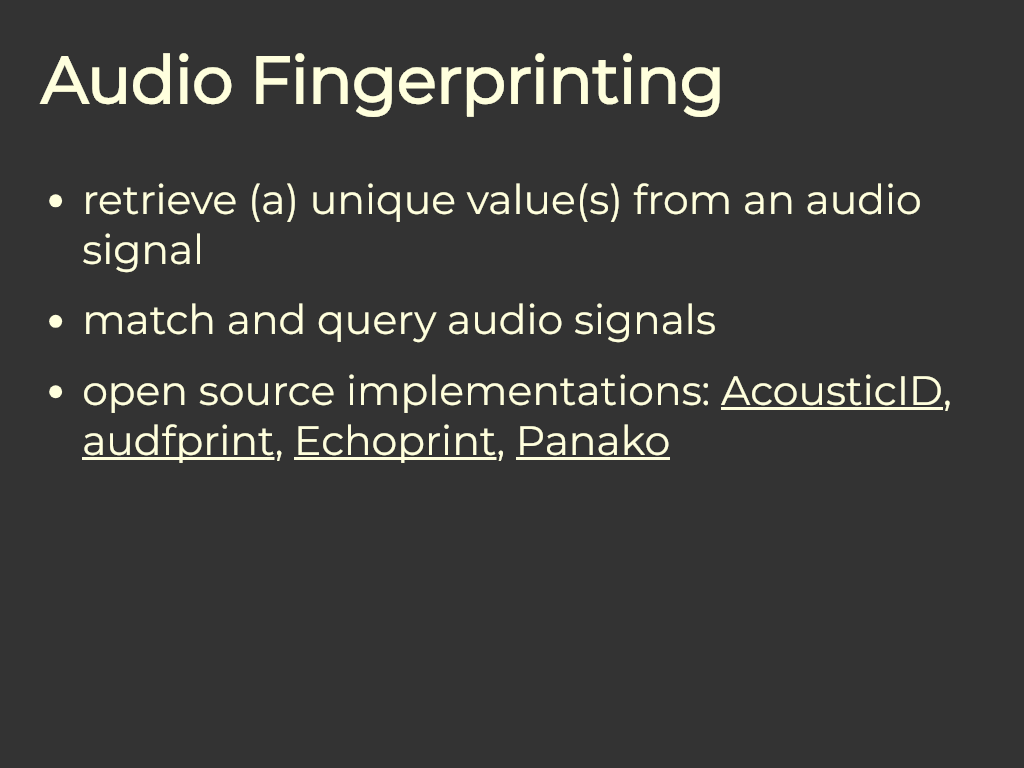 Audio Fingerprinting
• retrieve (a) unique value(s) from an audio
signal
• match and query audio signals
• open source implementations: AcousticID,
audfprint, Echoprint, Panako